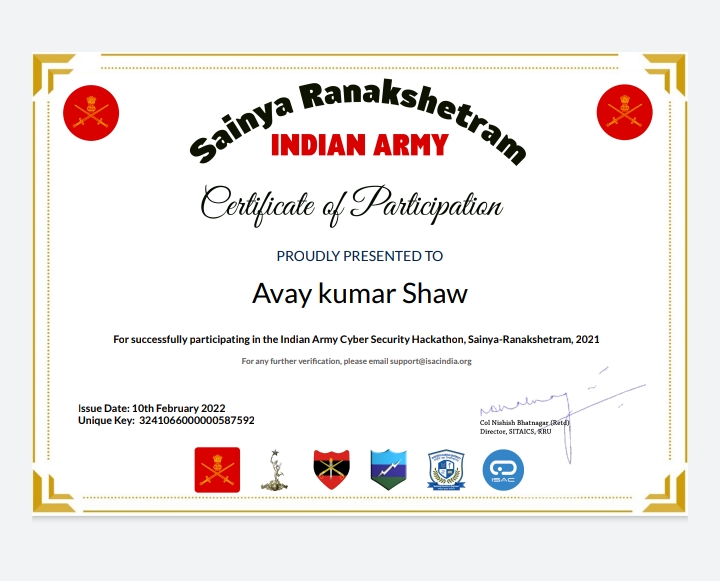 Sainya Ranakshetram
INDIAN ARMY
Certificate of Participation
PROUDLY PRESENTED TO
Avay kumar Shaw
For successfully participating in the Indian Army Cyber Security Hackathon, Sainya-Ranakshetram, 2021
For any further verification, please email support@isacindia.org
Issue Date: 10th February 2022
Unique Key: 3241066000000587592
Col Nishish Bhatnagar,(Retd)
Director, SITAICS, RRU
ISAC